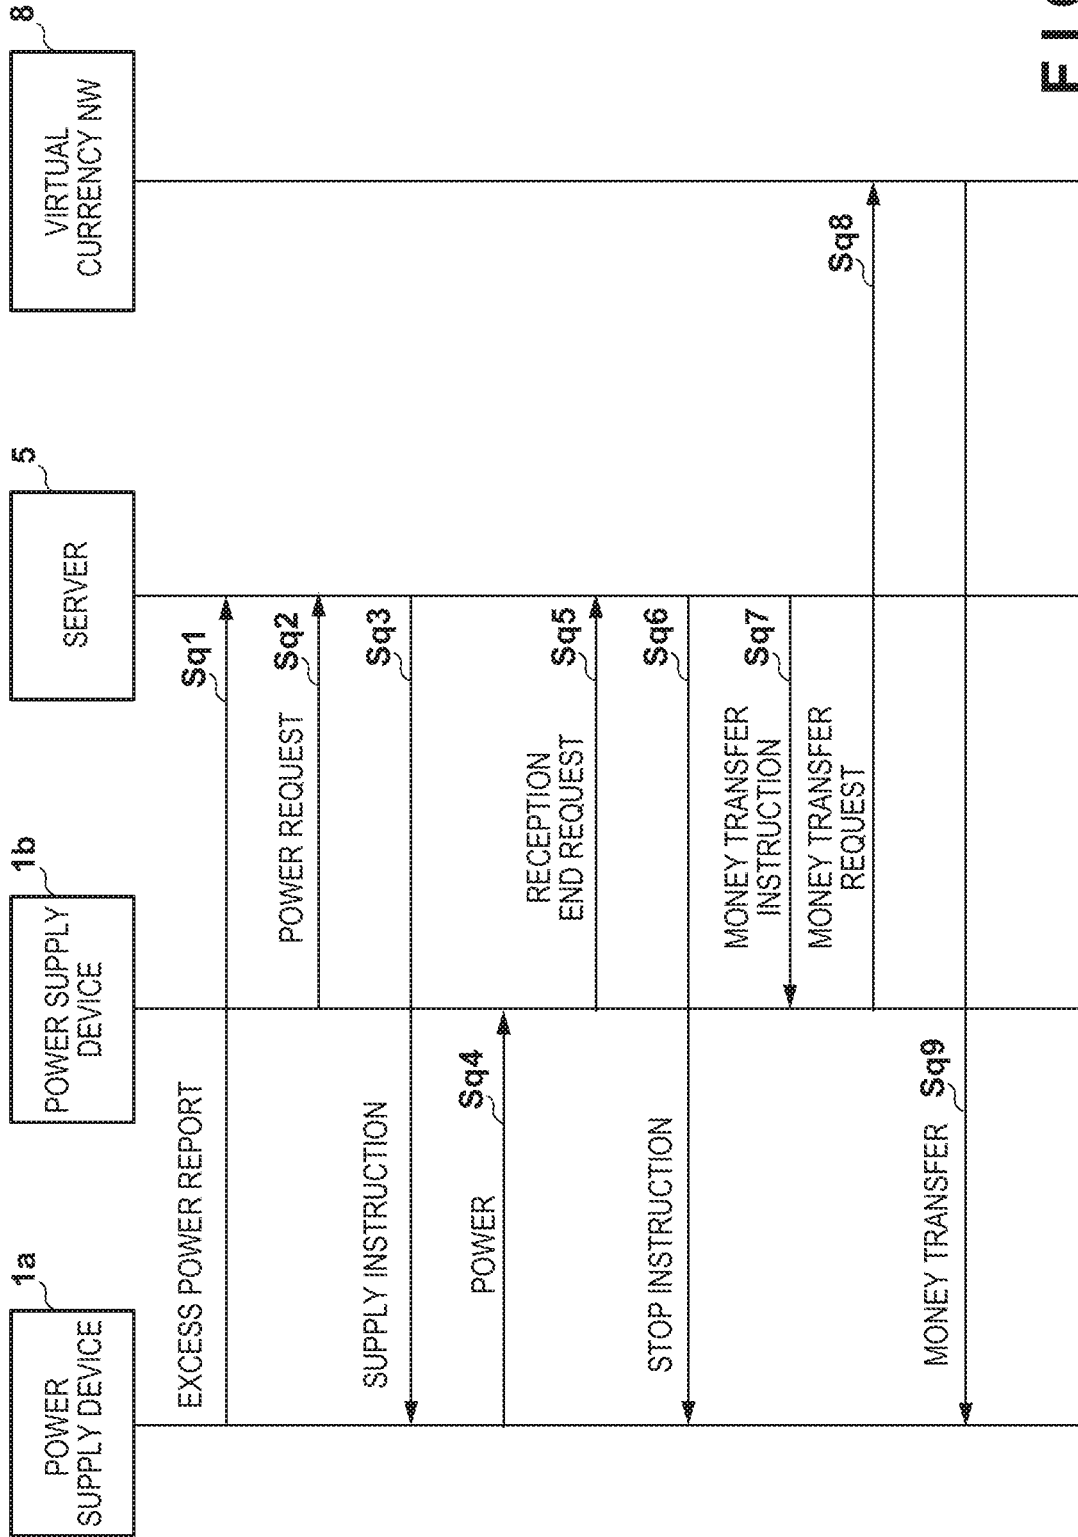 1a
POWER
SUPPLY DEVICE
1b
POWER SUPPLY
DEVICE
5
SERVER
8
VIRTUAL
CURRENCY NW
EXCESS POWER REPORT
Sq1
POWER REQUEST
Sq2
SUPPLY INSTRUCTION
Sq3
POWER
Sq4
RECEPTION
END REQUEST
Sq5
STOP INSTRUCTION
Sq6
MONEY TRANSFER
INSTRUCTION
Sq7
MONEY TRANSFER
REQUEST
Sq8
MONEY TRANSFER
Sq9